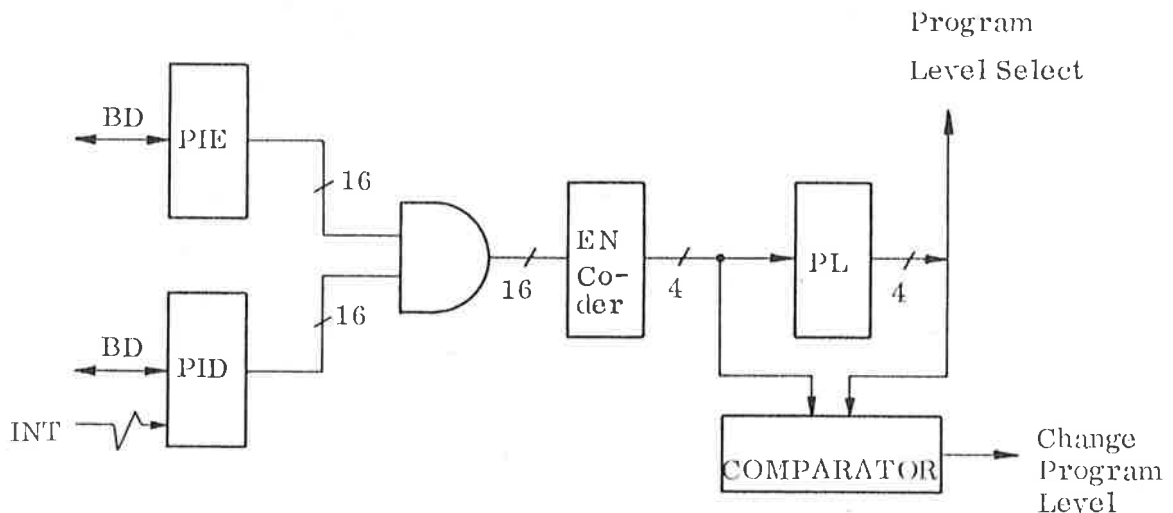 Program
Level Select
BD
PIE
16
EN
Co-
der
PL
16
4
4
16
BD
PID
INT
COMPARATOR
Change
Program
Level